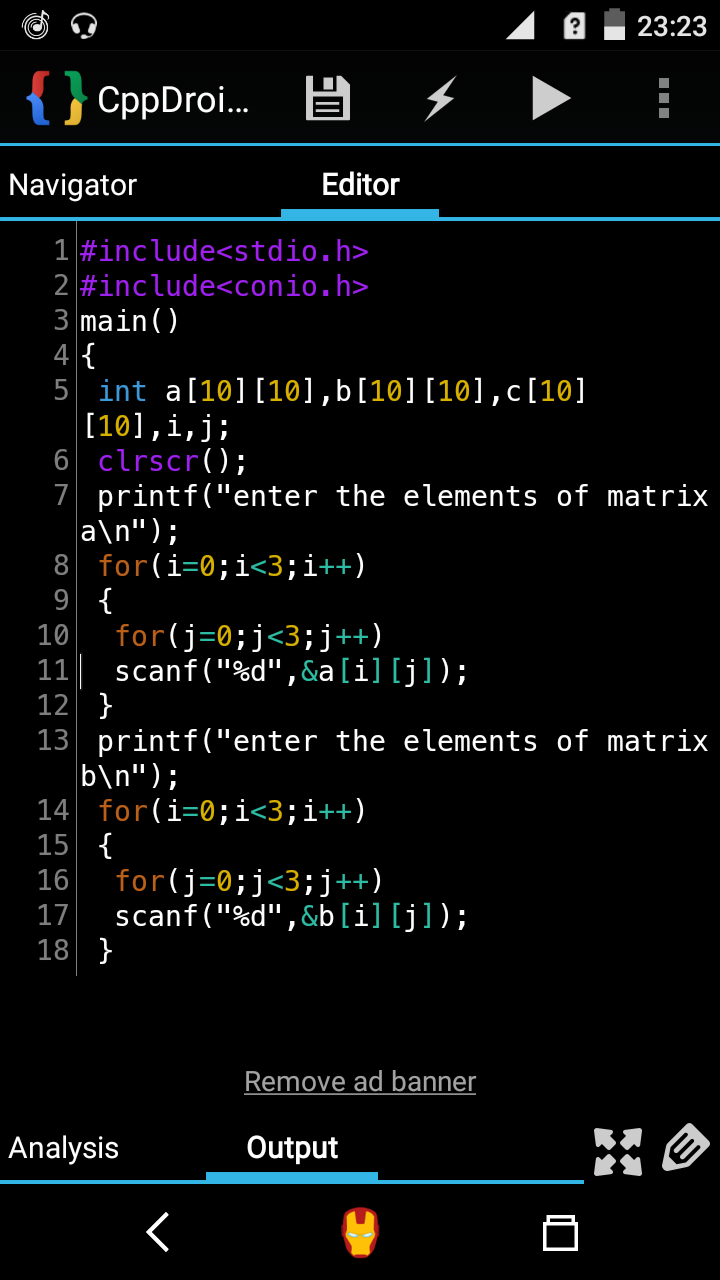 23:23
CppDroi...
Navigator Editor
1 #include<stdio.h>
2 #include<conio.h>
3 main()
4 {
5 int a[10][10],b[10][10],c[10]
[10],i,j;
6 clrscr();
7 printf("enter the elements of matrix
a\n");
8 for(i=0;i<3;i++)
9 {
10 for(j=0;j<3;j++)
11 scanf("%d",&a[i][j]);
12 }
13 printf("enter the elements of matrix
b\n");
14 for(i=0;i<3;i++)
15 {
16 for(j=0;j<3;j++)
17 scanf("%d",&b[i][j]);
18 }
Remove ad banner
Analysis Output